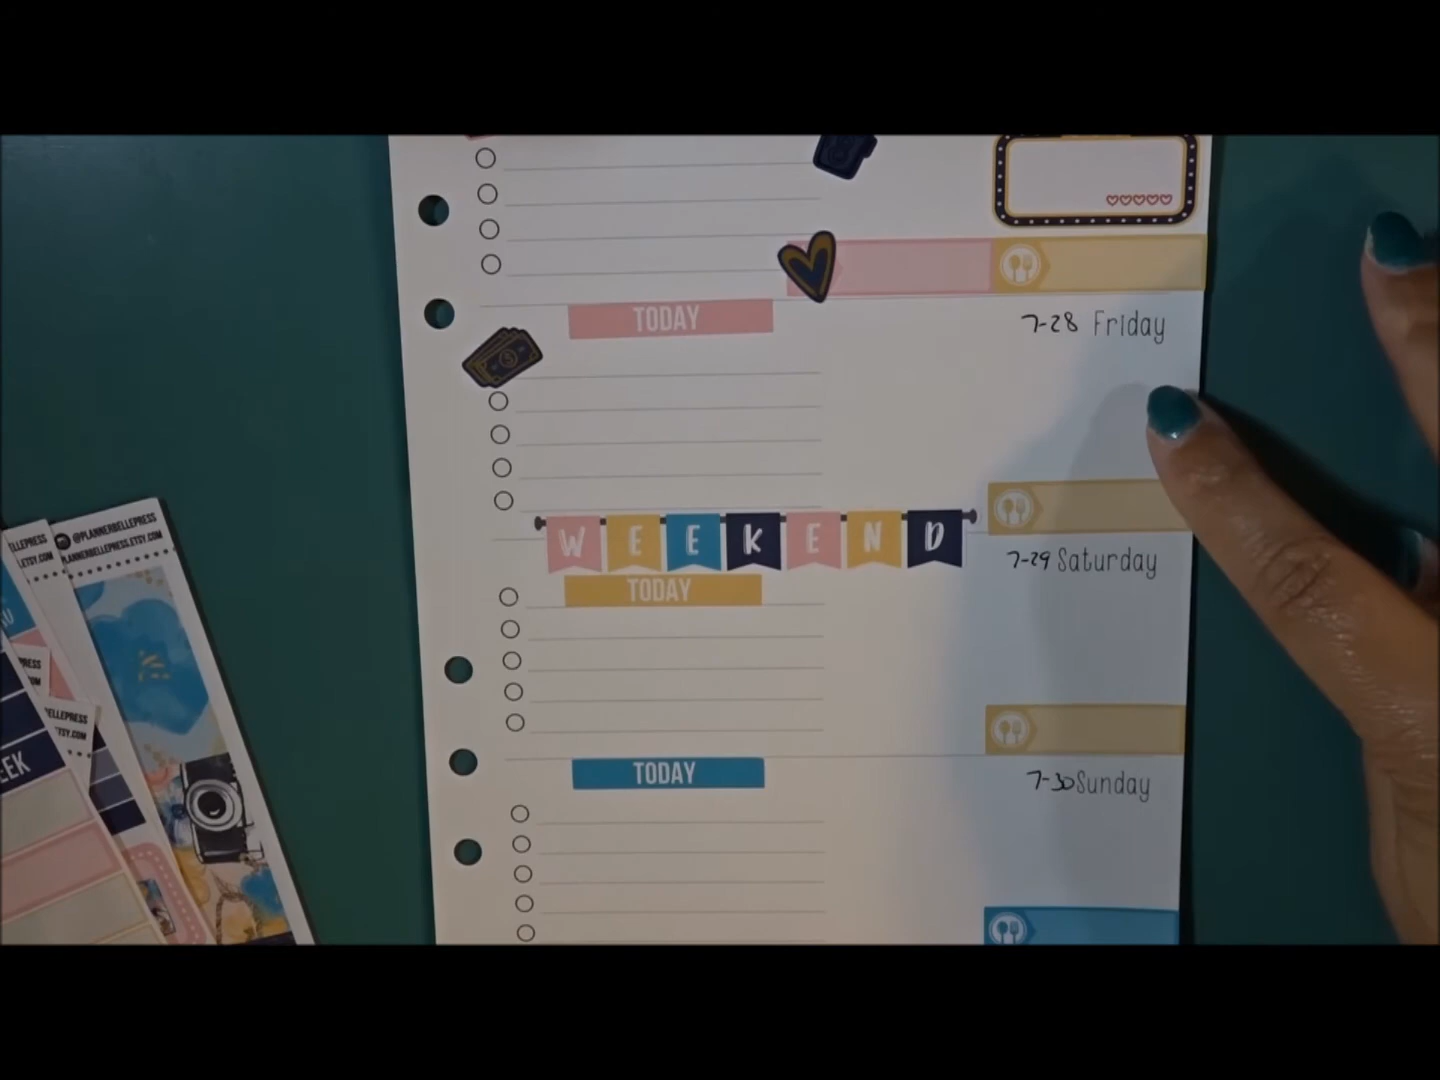 TODAY
7-28 Friday
WEEKEND
TODAY
7-29 Saturday
TODAY
7-30 Sunday
@PLANNERBELLEPRESS
PLANNERBELLEPRESS.ETSY.COM